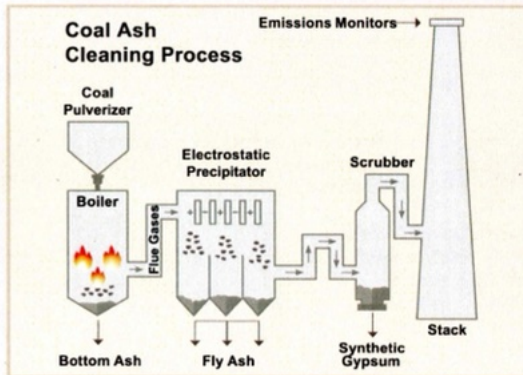 Coal Ash
Cleaning Process
Emissions Monitors
Coal
Pulverizer
Electrostatic
Precipitator
Scrubber
Boiler
Flue Gases
+ - + - + - + - +
Bottom Ash
Fly Ash
Synthetic
Gypsum
Stack